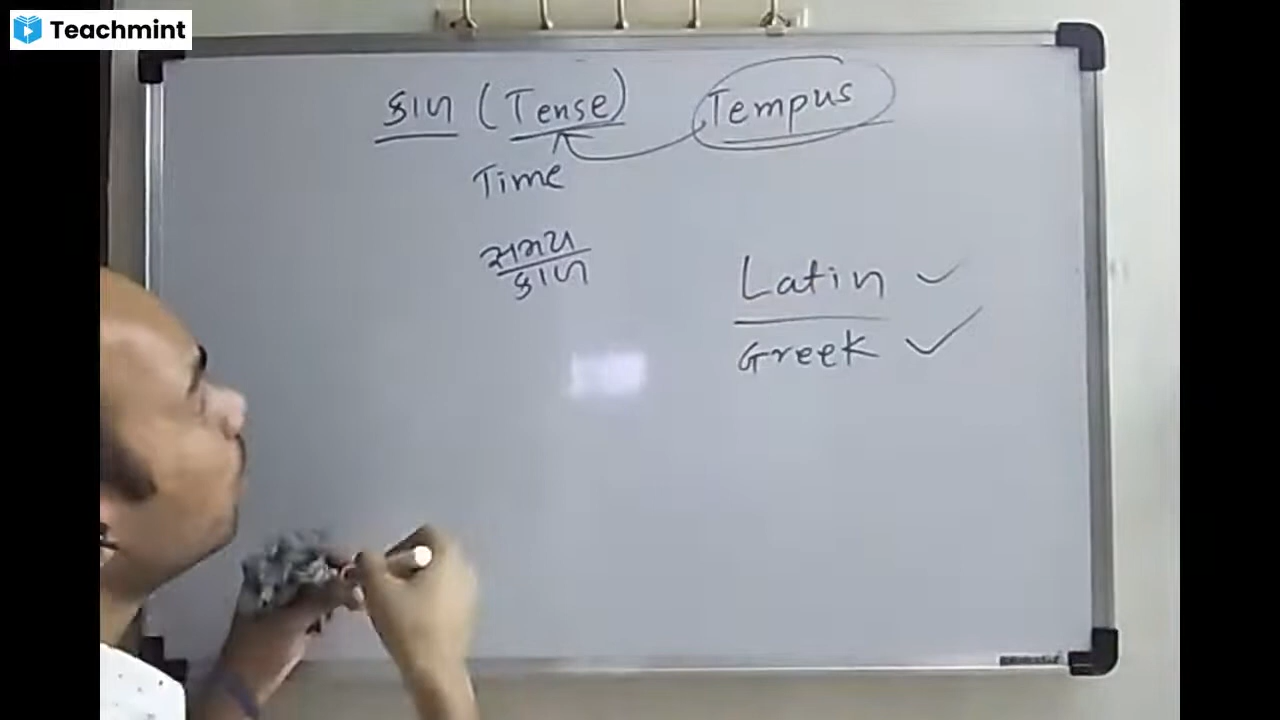 Teachmint
કાળ (Tense) Tempus
Time
સમય
કાળ
Latin ✓
Greek ✓